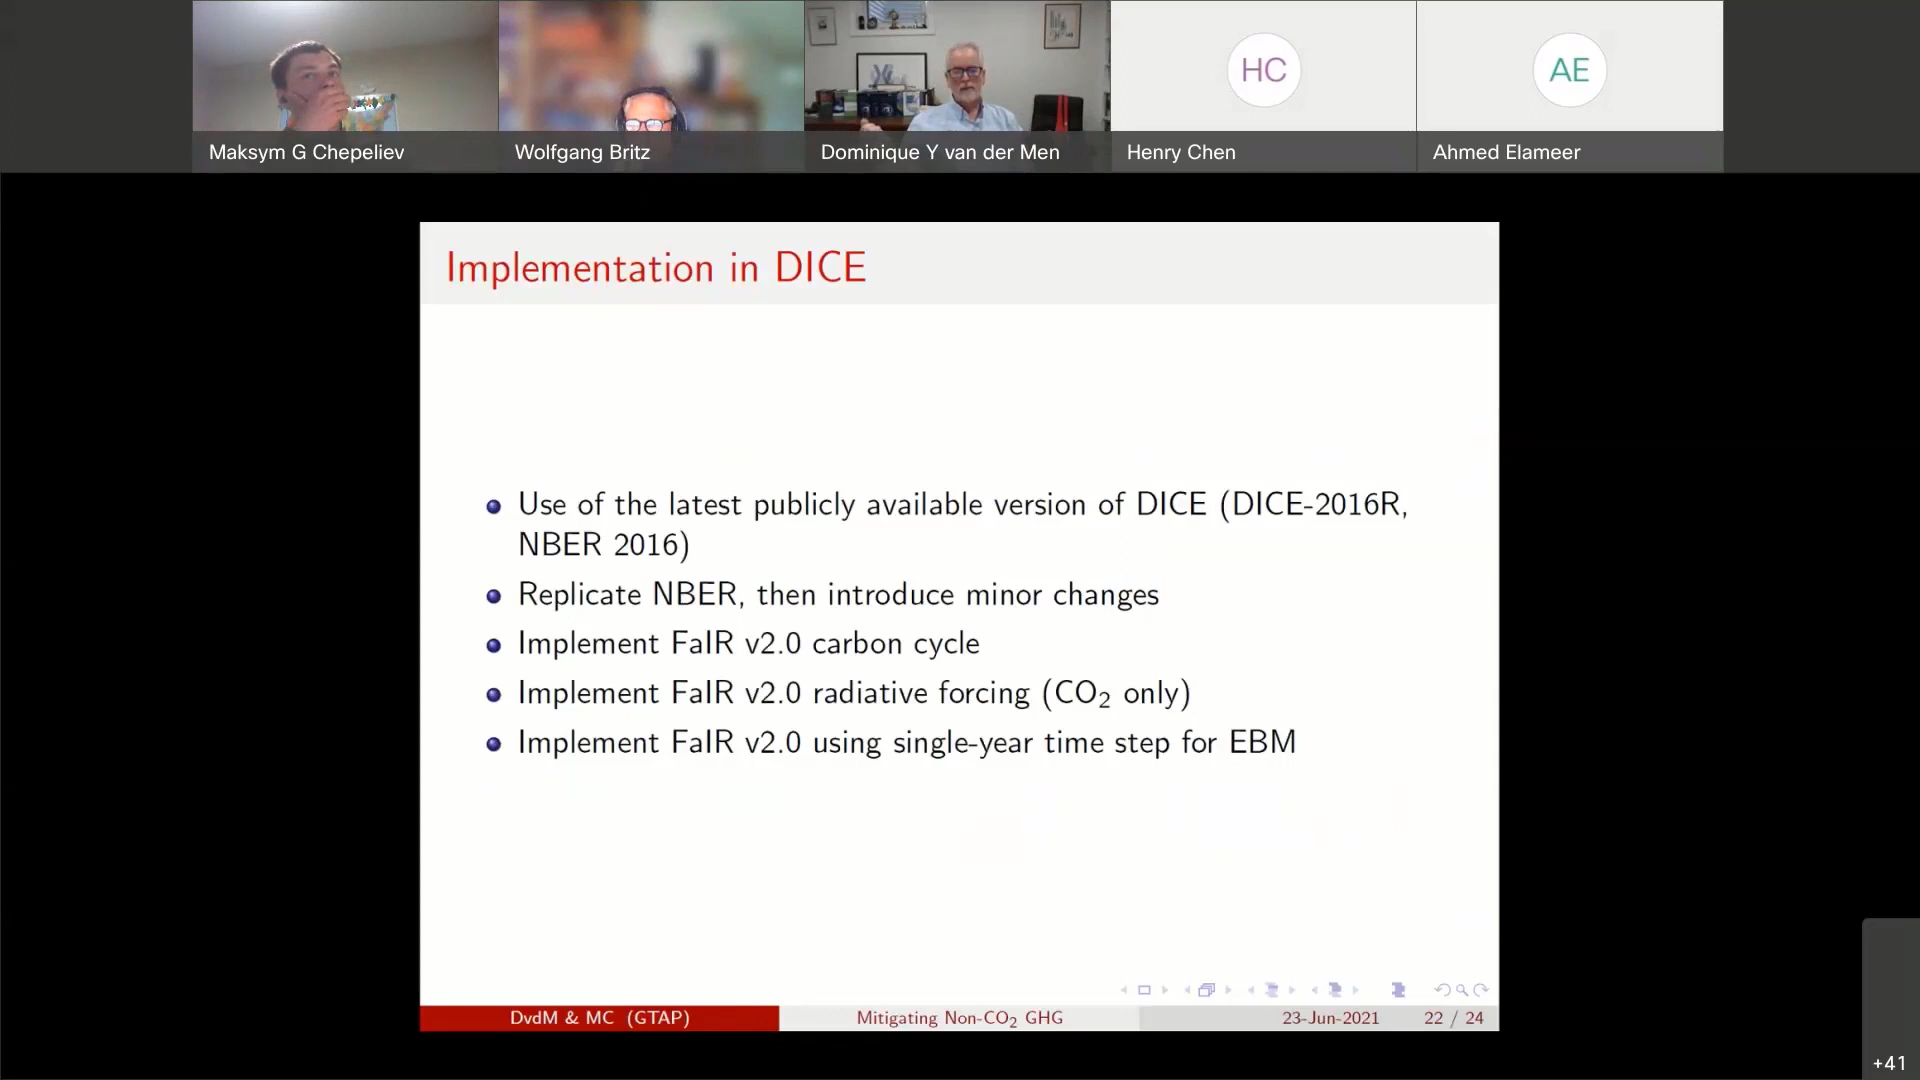 HC
AE
Maksym G Chepeliev
Wolfgang Britz
Dominique Y van der Men
Henry Chen
Ahmed Elameer
Implementation in DICE
Use of the latest publicly available version of DICE (DICE-2016R,
NBER 2016)
Replicate NBER, then introduce minor changes
Implement FaIR v2.0 carbon cycle
Implement FaIR v2.0 radiative forcing (CO₂ only)
Implement FaIR v2.0 using single-year time step for EBM
DvdM & MC (GTAP)
Mitigating Non-CO₂ GHG
23-Jun-2021
22 / 24
+41